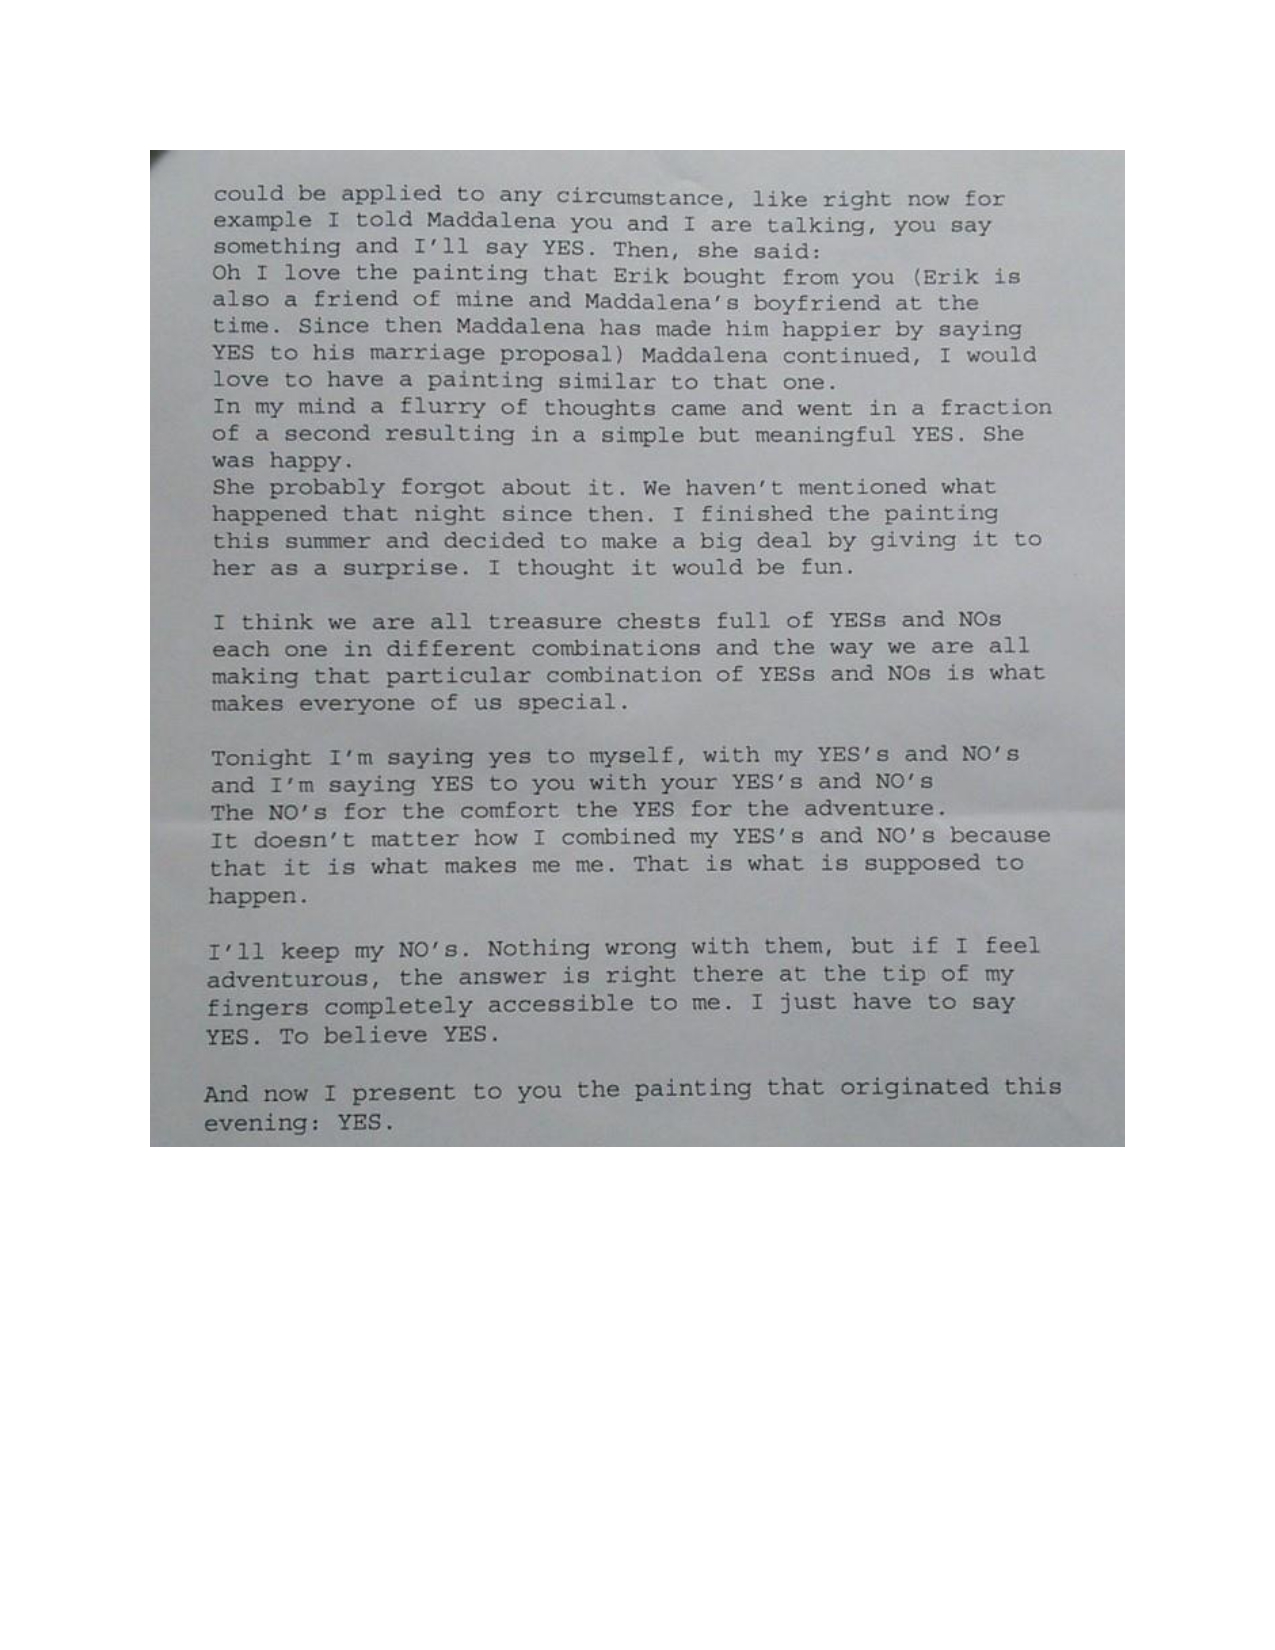 could be applied to any circumstance, like right now for
example I told Maddalena you and I are talking, you say
something and I'll say YES. Then, she said:
Oh I love the painting that Erik bought from you (Erik is
also a friend of mine and Maddalena's boyfriend at the
time. Since then Maddalena has made him happier by saying
YES to his marriage proposal) Maddalena continued, I would
love to have a painting similar to that one.
In my mind a flurry of thoughts came and went in a fraction
of a second resulting in a simple but meaningful YES. She
was happy.
She probably forgot about it. We haven't mentioned what
happened that night since then. I finished the painting
this summer and decided to make a big deal by giving it to
her as a surprise. I thought it would be fun.
I think we are all treasure chests full of YESs and NOs
each one in different combinations and the way we are all
making that particular combination of YESs and NOs is what
makes everyone of us special.
Tonight I'm saying yes to myself, with my YES's and NO's
and I'm saying YES to you with your YES's and NO's
The NO's for the comfort the YES for the adventure.
It doesn't matter how I combined my YES's and NO's because
that it is what makes me me. That is what is supposed to
happen.
I'll keep my NO's. Nothing wrong with them, but if I feel
adventurous, the answer is right there at the tip of my
fingers completely accessible to me. I just have to say
YES. To believe YES.
And now I present to you the painting that originated this
evening: YES.